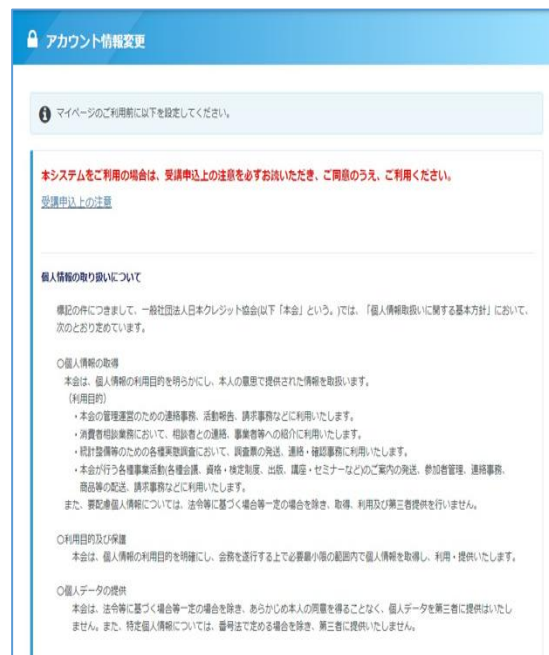 アカウント情報変更
マイページのご利用前に以下を設定してください。
本システムをご利用の場合は、受講申込上の注意を必ずお読いただき、ご同意のうえ、ご利用ください。
受講申込上の注意
個人情報の取り扱いについて
標記の件につきまして、一般社団法人日本クレジット協会(以下「本会」という。)では、「個人情報取扱いに関する基本方針」において、
次のとおり定めています。
○個人情報の取得
本会は、個人情報の利用目的を明らかにし、本人の意思で提供された情報を取扱います。
(利用目的)
・本会の管理運営のための連絡事務、活動報告、請求事務などに利用いたします。
・消費者相談業務において、相談者との連絡、事業者等への紹介に利用いたします。
・統計整備等のための各種実態調査において、調査票の発送、連絡・確認事務に利用いたします。
・本会が行う各種事業活動(各種会議、資格・検定制度、出版、講座・セミナーなど)のご案内の発送、参加者管理、連絡事務、
商品等の配送、請求事務などに利用いたします。
また、要配慮個人情報については、法令等に基づく場合等一定の場合を除き、取得、利用及び第三者提供を行いません。
○利用目的及び保護
本会は、個人情報の利用目的を明確にし、会務を遂行する上で必要最小限の範囲内で個人情報を取得し、利用・提供いたします。
○個人データの提供
本会は、法令等に基づく場合等一定の場合を除き、あらかじめ本人の同意を得ることなく、個人データを第三者に提供はいたし
ません。また、特定個人情報については、番号法で定める場合を除き、第三者に提供いたしません。